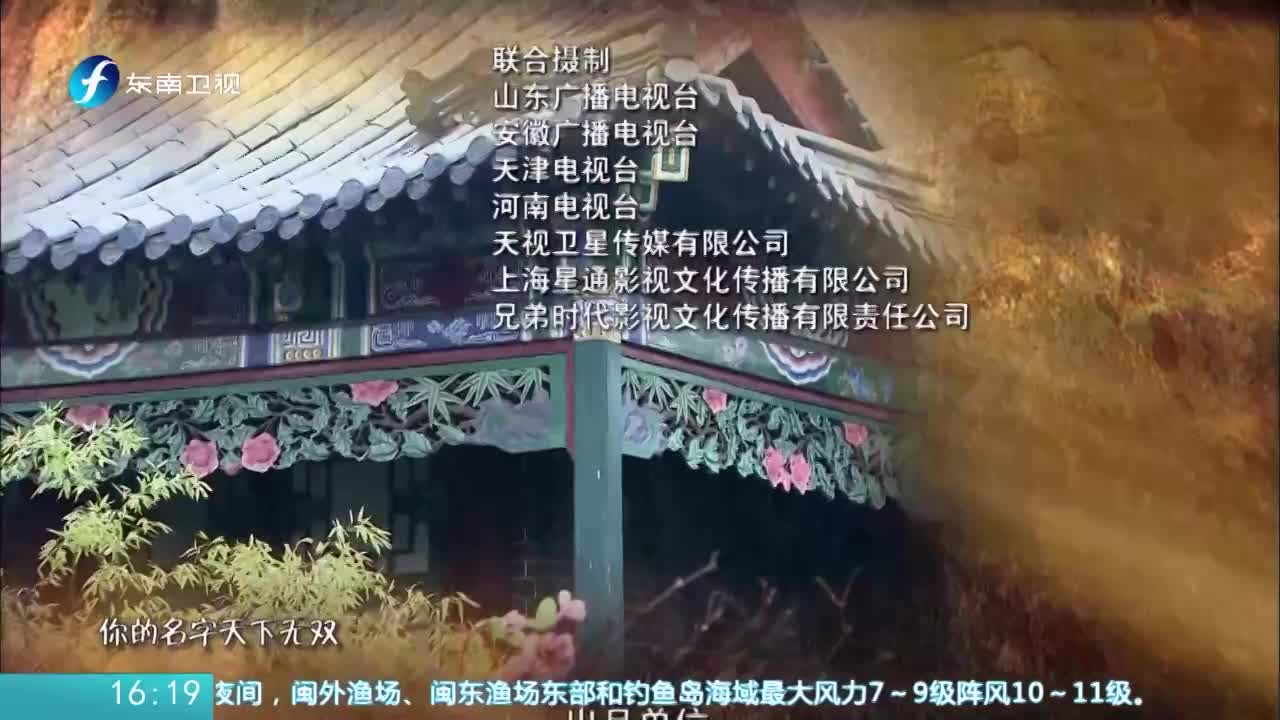 联合摄制
东南卫视
山东广播电视台
安徽广播电视台
天津电视台
河南电视台
天视卫星传媒有限公司
上海星通影视文化传播有限公司
兄弟时代影视文化传播有限责任公司
你的名字天下无双
16:19
夜间，闽外渔场、闽东渔场东部和钓鱼岛海域最大风力7～9级阵风10～11级。
出品单位